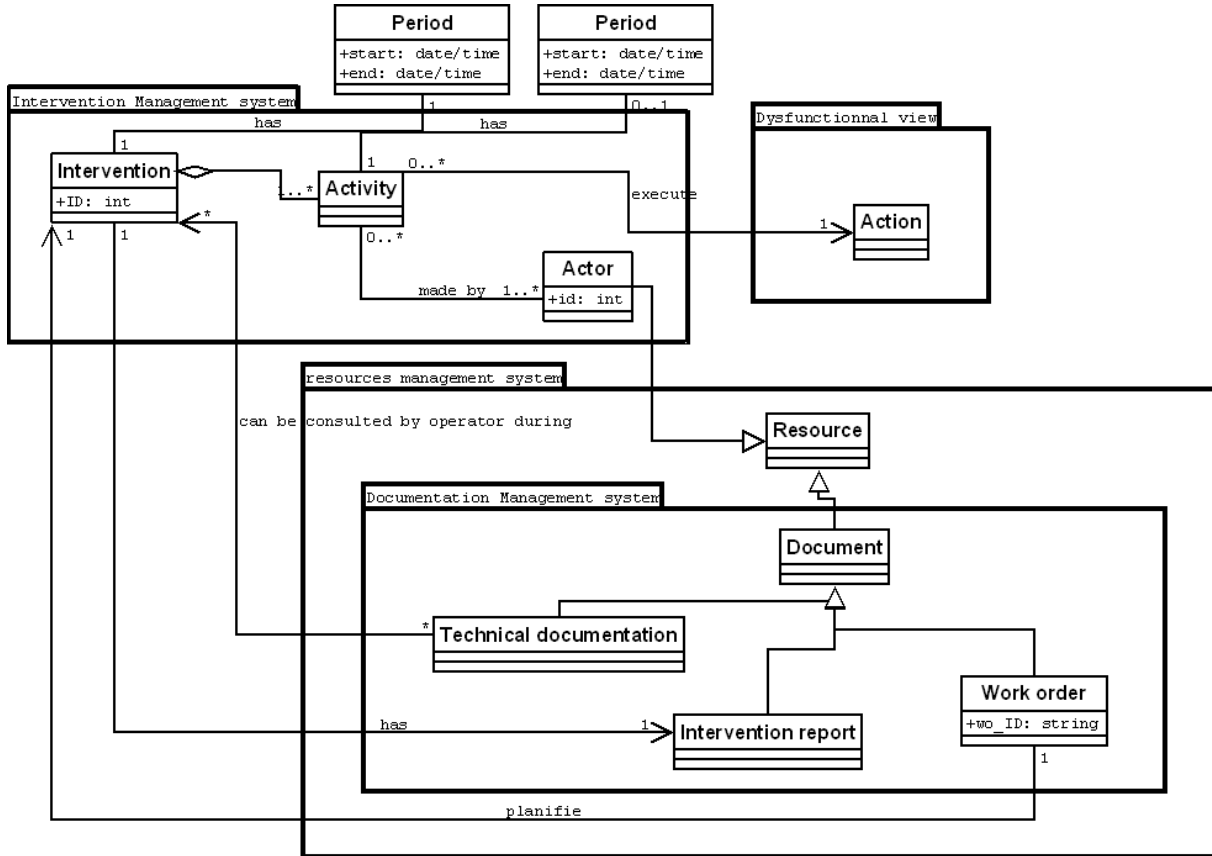 Period
+start: date/time
+end: date/time
Period
+start: date/time
+end: date/time
Intervention Management system
1
0..1
has
has
Dysfunctionnal view
1
1
0..*
Intervention
+ID: int
1..*
Activity
execute
*
1
1
0..*
1
Action
Actor
+id: int
made by
1..*
resources management system
can be consulted by operator during
Resource
Documentation Management system
Document
*
Technical documentation
Work order
+wo_ID: string
has
1
Intervention report
1
planifie